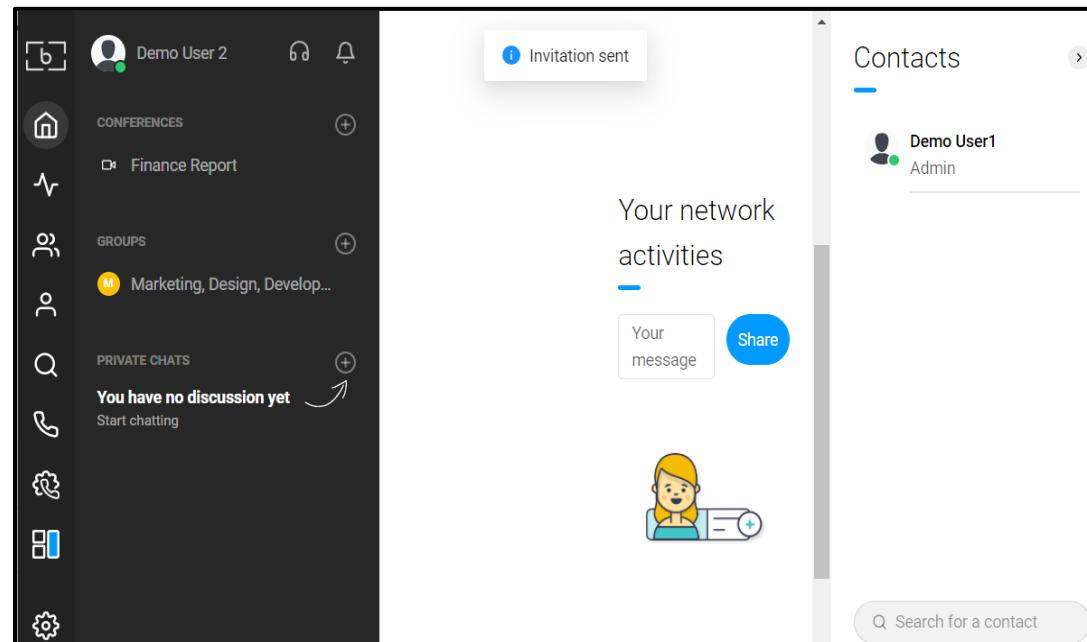 b
Demo User 2
CONFERENCES
Finance Report
GROUPS
M
Marketing, Design, Develop...
PRIVATE CHATS
You have no discussion yet
Start chatting
Invitation sent
Your network
activities
Your
message
Share
Contacts
Demo User1
Admin
Search for a contact